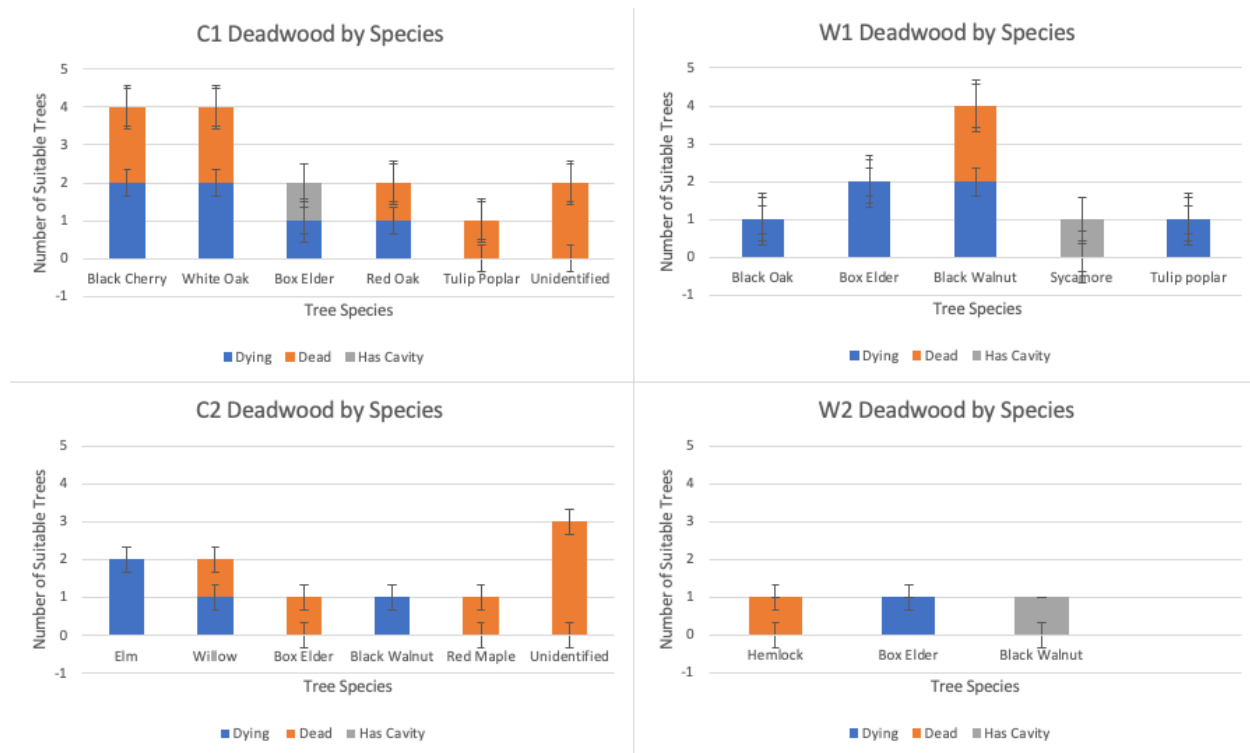 C1 Deadwood by Species
Number of Suitable Trees
5
4
3
2
1
0
-1
Black Cherry White Oak Box Elder Red Oak Tulip Poplar Unidentified
Tree Species
Dying Dead Has Cavity
W1 Deadwood by Species
Number of Suitable Trees
5
4
3
2
1
0
-1
Black Oak Box Elder Black Walnut Sycamore Tulip poplar
Tree Species
Dying Dead Has Cavity
C2 Deadwood by Species
Number of Suitable Trees
5
4
3
2
1
0
-1
Elm Willow Box Elder Black Walnut Red Maple Unidentified
Tree Species
Dying Dead Has Cavity
W2 Deadwood by Species
Number of Suitable Trees
5
4
3
2
1
0
-1
Hemlock Box Elder Black Walnut
Tree Species
Dying Dead Has Cavity